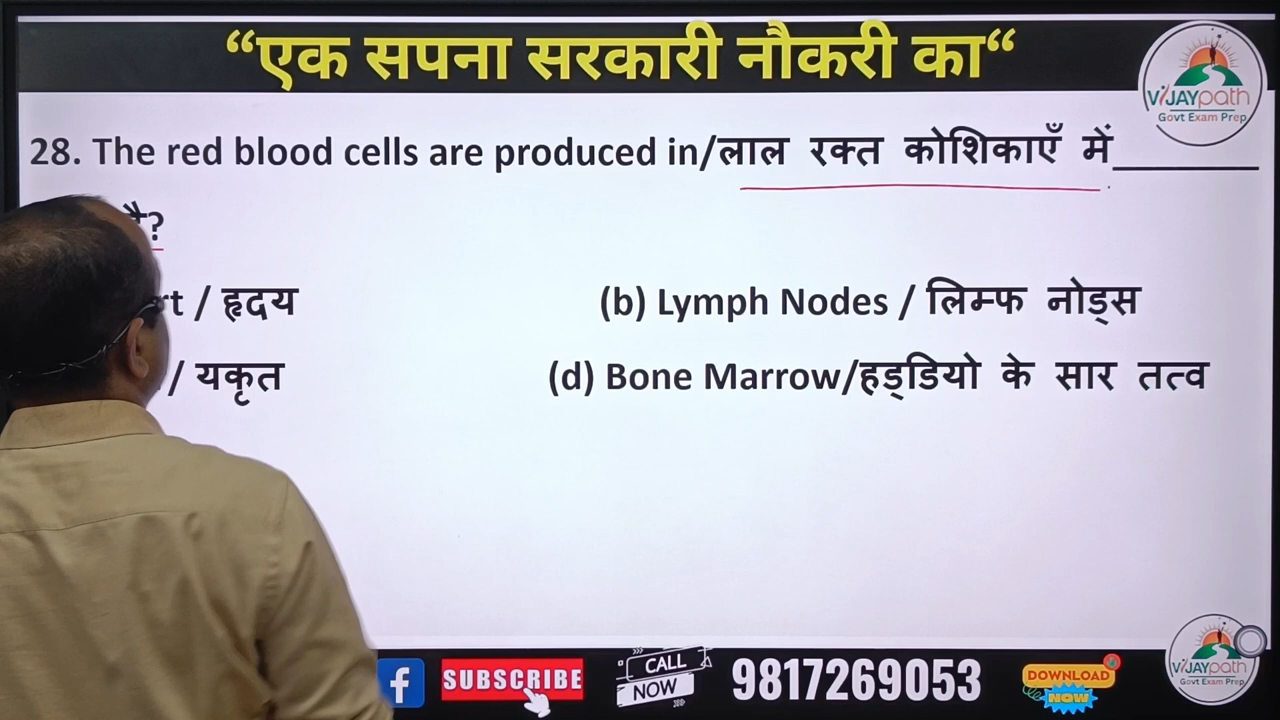 “एक सपना सरकारी नौकरी का“
VIJAYpath
Govt Exam Prep
28. The red blood cells are produced in/लाल रक्त कोशिकाएँ में__________
?
/ हृदय
(b) Lymph Nodes / लिम्फ नोड्स
/ यकृत
(d) Bone Marrow/हड्डियो के सार तत्व
f SUBSCRIBE
CALL
NOW
9817269053
DOWNLOAD
NOW
VIJAYpath
Govt Exam Prep